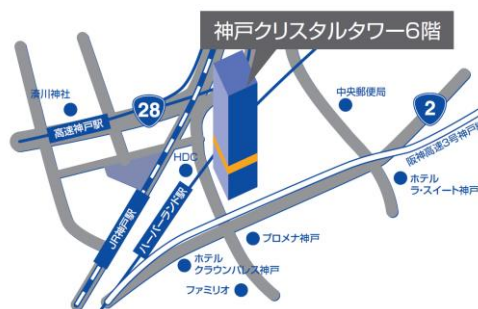 神戸クリスタルタワー6階
湊川神社
28
高速神戸駅
中央郵便局
2
阪神高速3号神戸
HDC
ホテル
ラ・スイート神戸
JR神戸駅
ハーバーランド駅
プロメナ神戸
ホテル
クラウンパレス神戸
ファミリオ